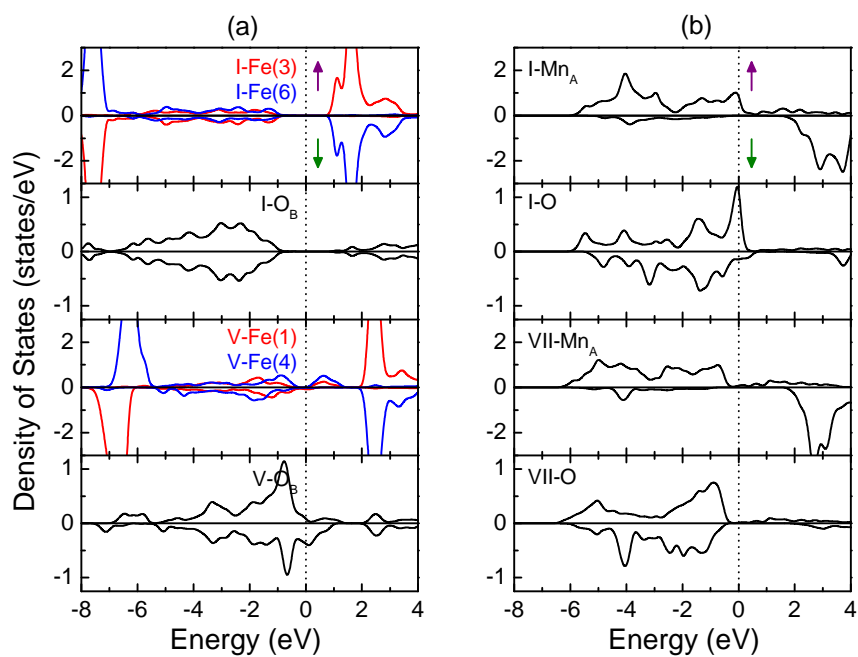 (a)
(b)
Density of States (states/eV)
2
0
-2
I-Fe(3)
I-Fe(6)
1
0
-1
I-O_B
2
0
-2
V-Fe(1)
V-Fe(4)
1
0
-1
V-O_B
-8 -6 -4 -2 0 2 4
Energy (eV)
2
0
-2
I-Mn_A
1
0
-1
I-O
2
0
-2
VII-Mn_A
1
0
-1
VII-O
-8 -6 -4 -2 0 2 4
Energy (eV)